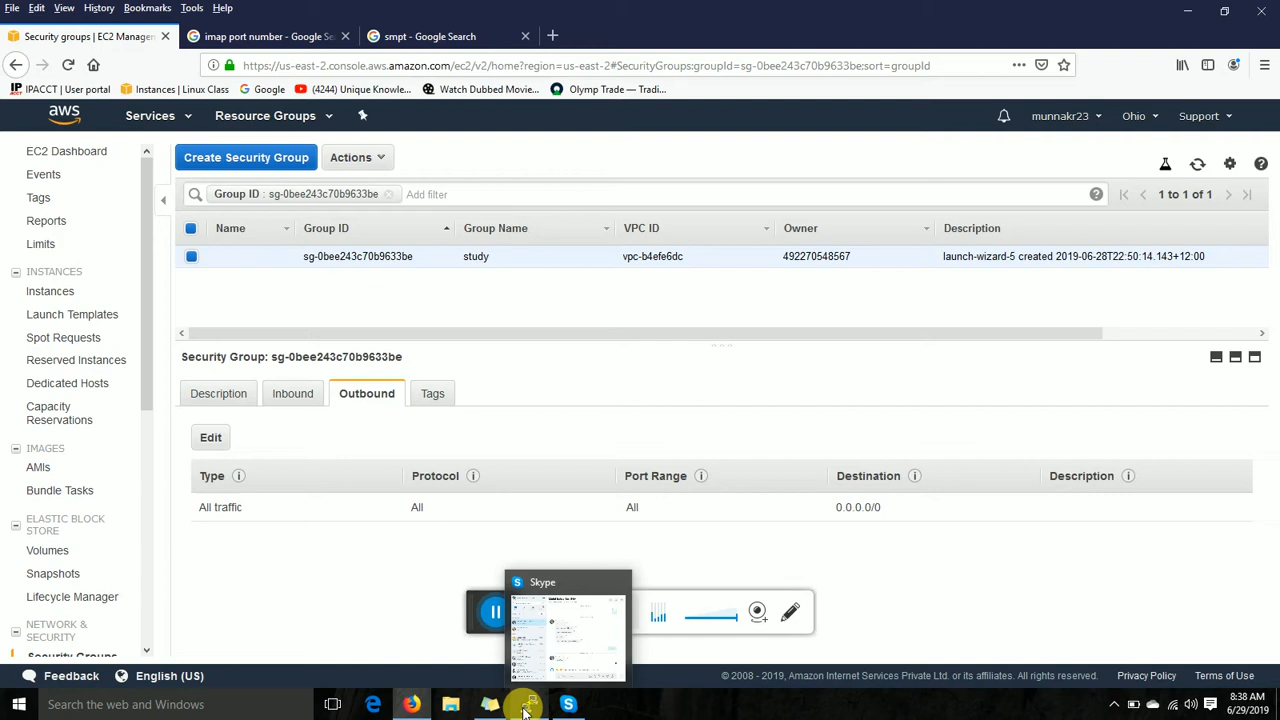 File Edit View History Bookmarks Tools Help
Security groups | EC2 Managem
imap port number - Google Se
smpt - Google Search
https://us-east-2.console.aws.amazon.com/ec2/v2/home?region=us-east-2#SecurityGroups:groupId=sg-0bee243c70b9633be;sort=groupId
IPACCT | User portal
Instances | Linux Class
Google
(4244) Unique Knowle...
Watch Dubbed Movie...
Olymp Trade — Tradi...
aws
Services
Resource Groups
munnakr23
Ohio
Support
EC2 Dashboard
Events
Tags
Reports
Limits
INSTANCES
Instances
Launch Templates
Spot Requests
Reserved Instances
Dedicated Hosts
Capacity
Reservations
IMAGES
AMIs
Bundle Tasks
ELASTIC BLOCK
STORE
Volumes
Snapshots
Lifecycle Manager
NETWORK &
SECURITY
Security Groups
Create Security Group
Actions
Group ID : sg-0bee243c70b9633be
Add filter
1 to 1 of 1
Name Group ID Group Name VPC ID Owner Description
sg-0bee243c70b9633be study vpc-b4efe6dc 492270548567 launch-wizard-5 created 2019-06-28T22:50:14.143+12:00
Security Group: sg-0bee243c70b9633be
Description Inbound Outbound Tags
Edit
Type Protocol Port Range Destination Description
All traffic All All 0.0.0.0/0
Skype
Feedback
English (US)
© 2008 - 2019, Amazon Internet Services Private Ltd. or its affiliates. All rights reserved.
Privacy Policy
Terms of Use
Search the web and Windows
8:38 AM
6/29/2019